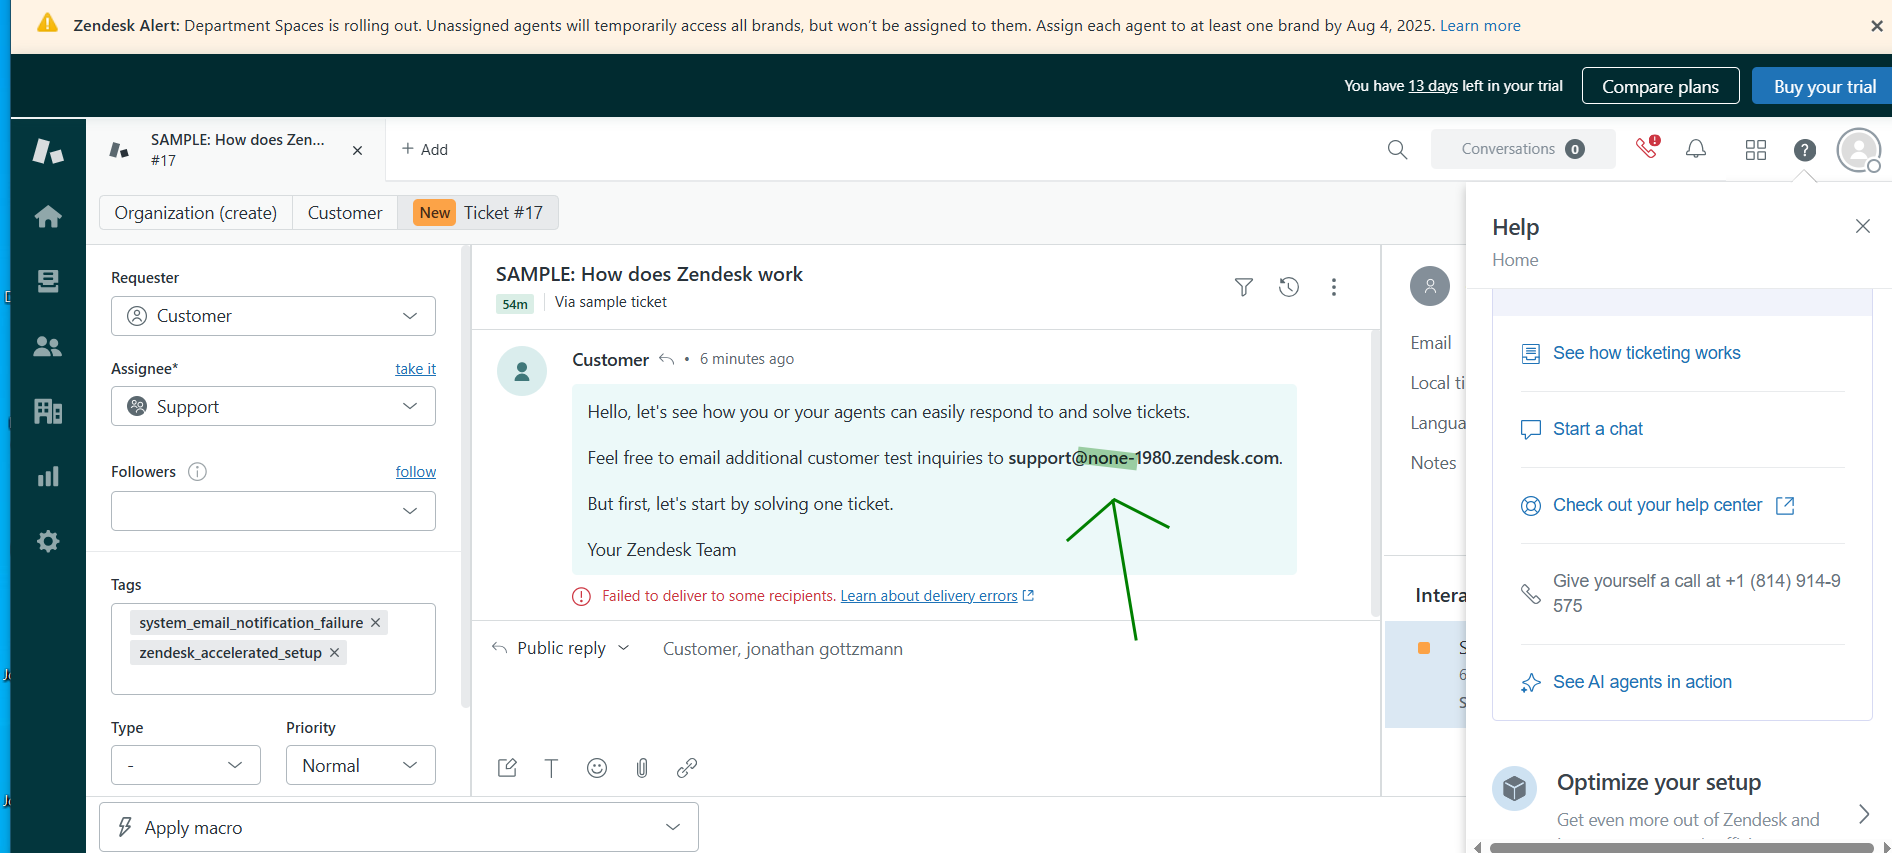 Zendesk Alert: Department Spaces is rolling out. Unassigned agents will temporarily access all brands, but won't be assigned to them. Assign each agent to at least one brand by Aug 4, 2025. Learn more
You have 13 days left in your trial
Compare plans
Buy your trial
SAMPLE: How does Zen...
#17
+ Add
Conversations 0
Organization (create)
Customer
New Ticket #17
Requester
Customer
Assignee*
take it
Support
Followers
follow
Tags
system_email_notification_failure
zendesk_accelerated_setup
Type
Priority
-
Normal
Apply macro
SAMPLE: How does Zendesk work
54m
Via sample ticket
Customer • 6 minutes ago
Hello, let's see how you or your agents can easily respond to and solve tickets.
Feel free to email additional customer test inquiries to support@none-1980.zendesk.com.
But first, let's start by solving one ticket.
Your Zendesk Team
Failed to deliver to some recipients. Learn about delivery errors
Public reply
Customer, jonathan gottzmann
Email
Local ti
Langua
Notes
Intera
Help
Home
See how ticketing works
Start a chat
Check out your help center
Give yourself a call at +1 (814) 914-9
575
See AI agents in action
Optimize your setup
Get even more out of Zendesk and